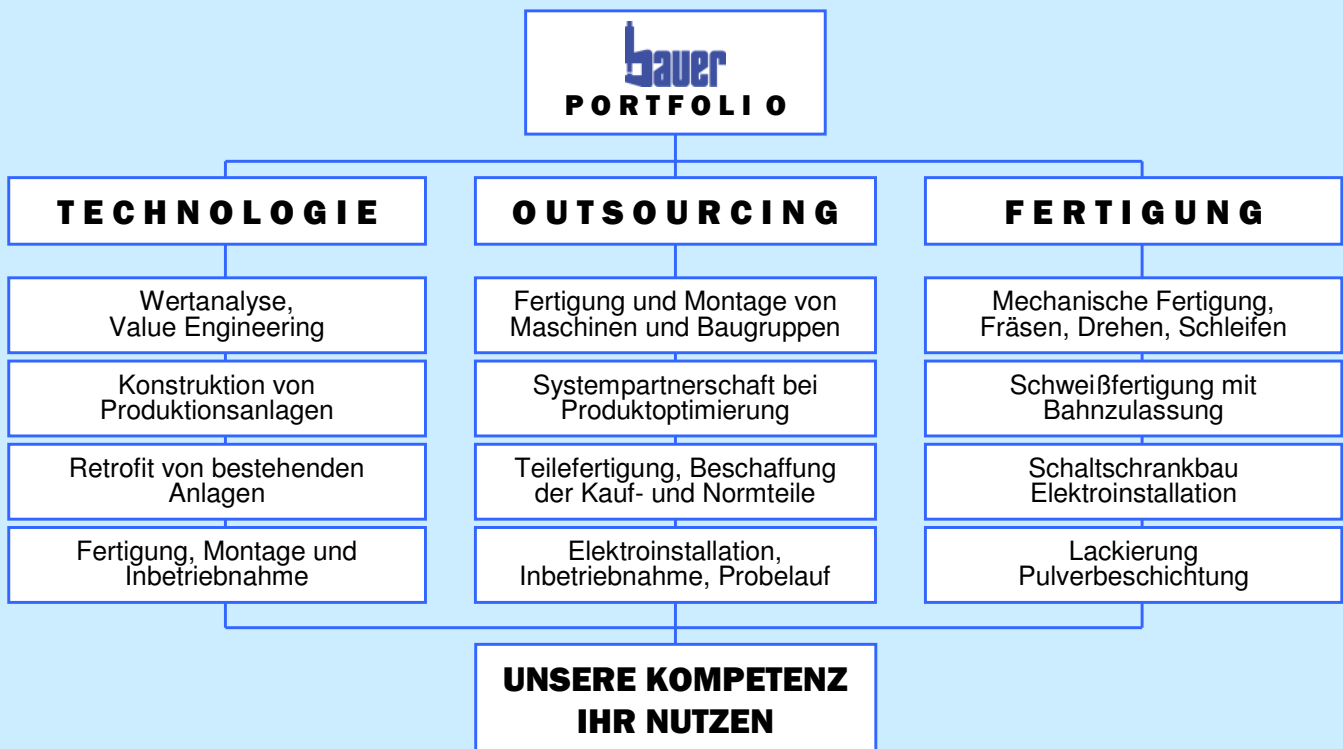 bauer
PORTFOLIO
TECHNOLOGIE
Wertanalyse,
Value Engineering
Konstruktion von
Produktionsanlagen
Retrofit von bestehenden
Anlagen
Fertigung, Montage und
Inbetriebnahme
OUTSOURCING
Fertigung und Montage von
Maschinen und Baugruppen
Systempartnerschaft bei
Produktoptimierung
Teilefertigung, Beschaffung
der Kauf- und Normteile
Elektroinstallation,
Inbetriebnahme, Probelauf
FERTIGUNG
Mechanische Fertigung,
Fräsen, Drehen, Schleifen
Schweißfertigung mit
Bahnzulassung
Schaltschrankbau
Elektroinstallation
Lackierung
Pulverbeschichtung
UNSERE KOMPETENZ
IHR NUTZEN